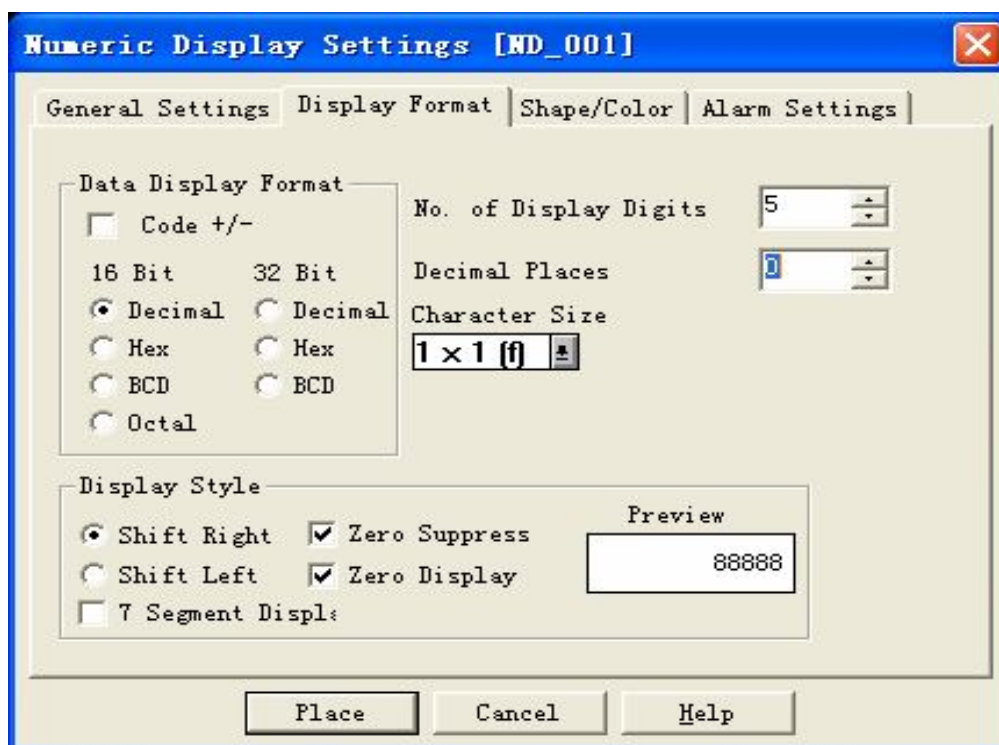 Numeric Display Settings [ND_001]
General Settings Display Format Shape/Color Alarm Settings
Data Display Format
Code +/-
16 Bit 32 Bit
Decimal Decimal
Hex Hex
BCD BCD
Octal
No. of Display Digits 5
Decimal Places 0
Character Size
1 × 1 (f)
Display Style
Shift Right Zero Suppress
Shift Left Zero Display
7 Segment Displa
Preview
88888
Place Cancel Help